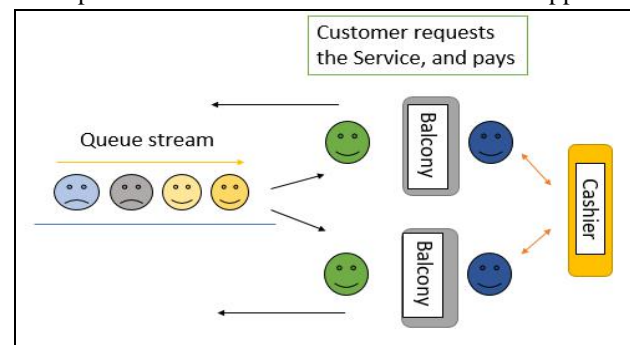 Customer requests
the Service, and pays
Queue stream
Balcony
Cashier
Balcony